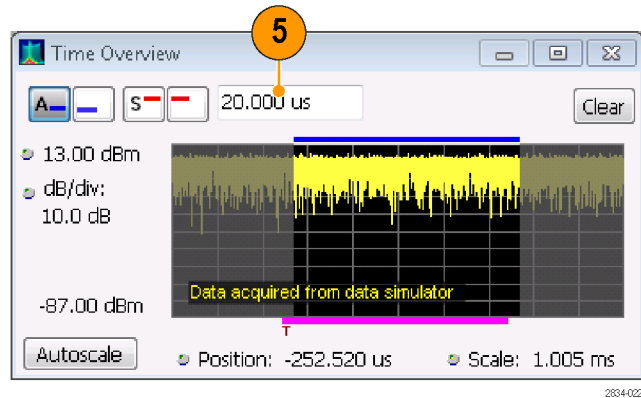 5
Time Overview
A
S
20.000 us
Clear
13.00 dBm
dB/div:
10.0 dB
-87.00 dBm
Data acquired from data simulator
T
Autoscale
Position: -252.520 us
Scale: 1.005 ms
2834-022